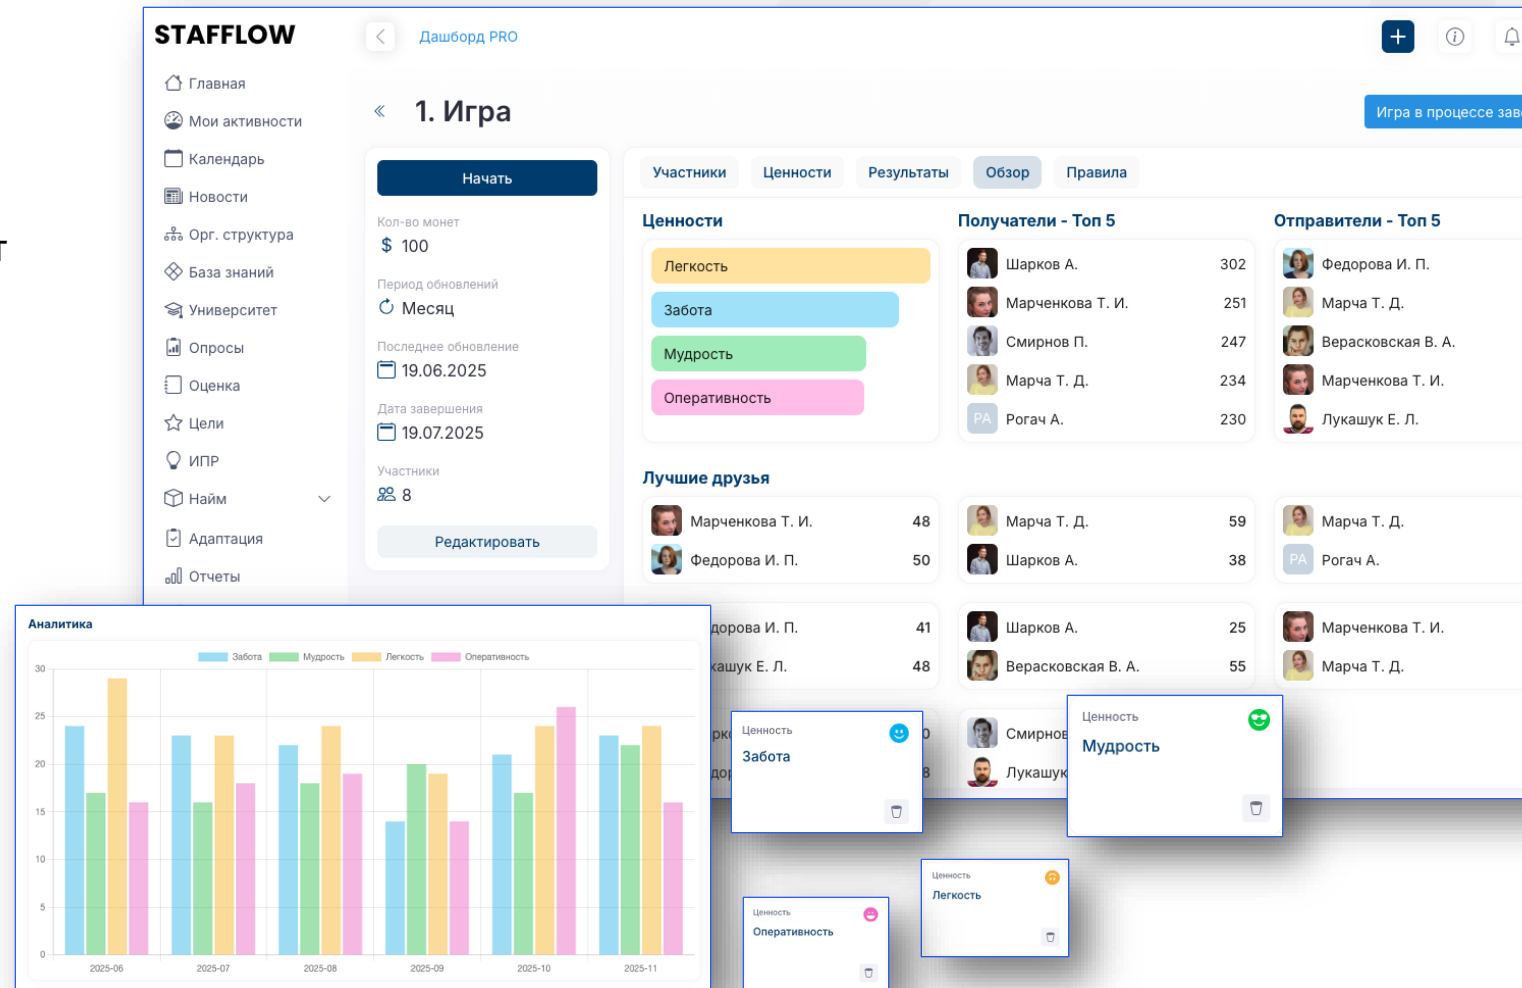 STAFFLOW
Дашборд PRO
Главная
Мои активности
Календарь
Новости
Орг. структура
База знаний
Университет
Опросы
Оценка
Цели
ИПР
Найм
Адаптация
Отчеты
1. Игра
Игра в процессе
Начать
Кол-во монет
$ 100
Период обновлений
Месяц
Последнее обновление
19.06.2025
Дата завершения
19.07.2025
Участники
8
Редактировать
Участники Ценности Результаты Обзор Правила
Ценности
Легкость
Забота
Мудрость
Оперативность
Получатели - Топ 5
Шарков А. 302
Марченкова Т. И. 251
Смирнов П. 247
Марча Т. Д. 234
РА Рогач А. 230
Отправители - Топ 5
Федорова И. П.
Марча Т. Д.
Верасковская В. А.
Марченкова Т. И.
Лукашук Е. Л.
Лучшие друзья
Марченкова Т. И. 48
Федорова И. П. 50
Марча Т. Д. 59
Шарков А. 38
Марча Т. Д.
РА Рогач А.
И. П. 41
Е. Л. 48
Шарков А. 25
Верасковская В. А. 55
Марченкова Т. И.
Марча Т. Д.
Смирнов
Лукашук
Аналитика
Забота Мудрость Легкость Оперативность
30
25
20
15
10
5
0
2025-06 2025-07 2025-08 2025-09 2025-10 2025-11
Ценность
Забота
Ценность
Мудрость
Ценность
Легкость
Ценность
Оперативность